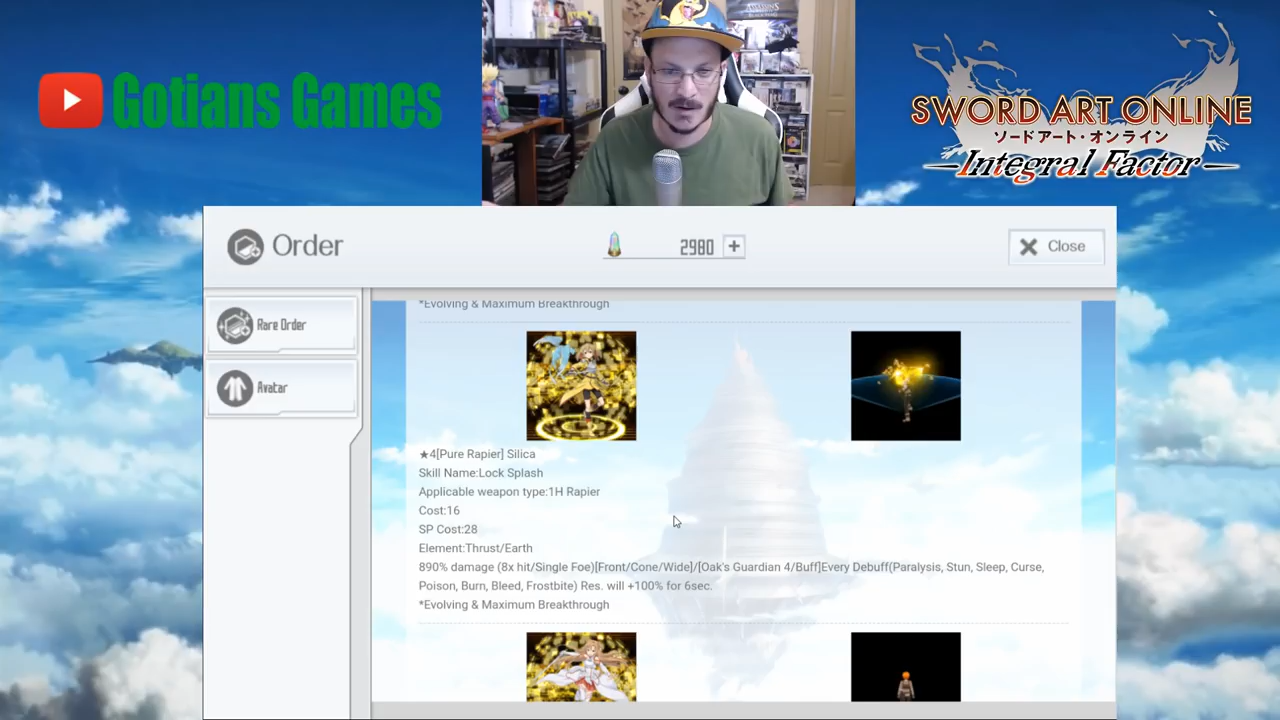 Gotians Games
ASSASSINS
SWORD ART ONLINE
ソードアート・オンライン
Integral Factor
Order
2980
Close
Rare Order
Avatar
*Evolving & Maximum Breakthrough
★4[Pure Rapier] Silica
Skill Name:Lock Splash
Applicable weapon type:1H Rapier
Cost:16
SP Cost:28
Element:Thrust/Earth
890% damage (8x hit/Single Foe)[Front/Cone/Wide]/[Oak's Guardian 4/Buff]Every Debuff(Paralysis, Stun, Sleep, Curse,
Poison, Burn, Bleed, Frostbite) Res. will +100% for 6sec.
*Evolving & Maximum Breakthrough